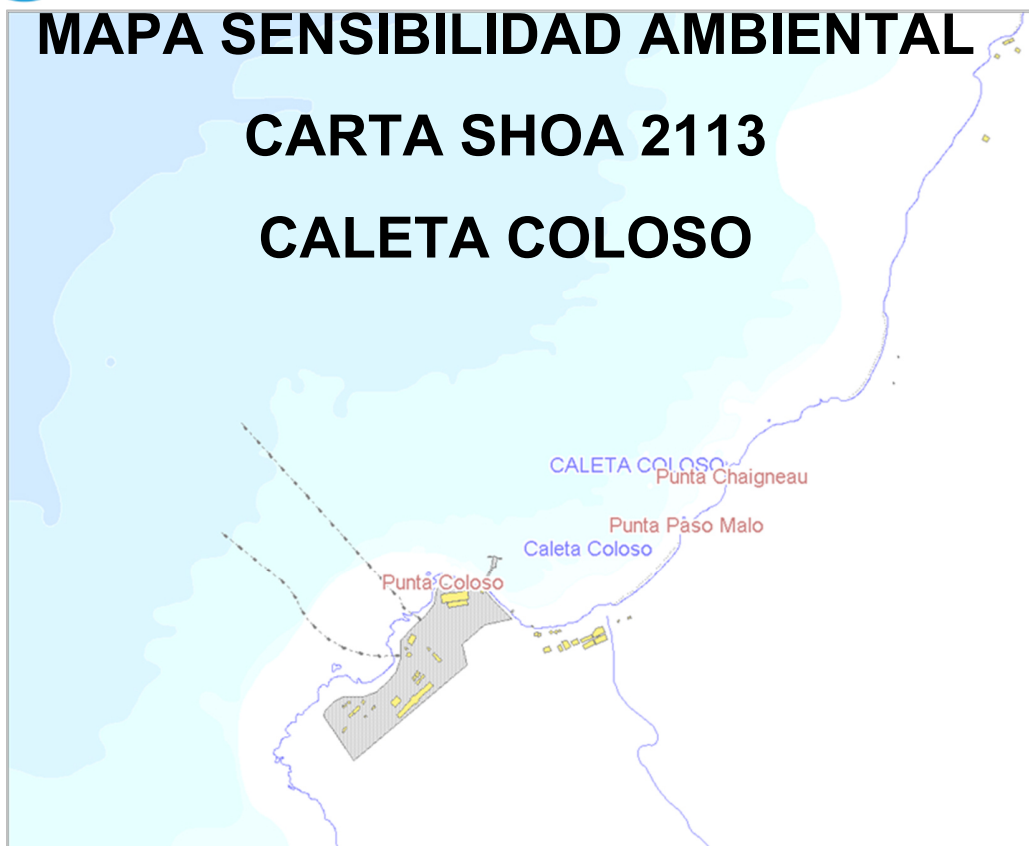 MAPA SENSIBILIDAD AMBIENTAL
CARTA SHOA 2113
CALETA COLOSO
CALETA COLOSO
Punta Chaigneau
Punta Paso Malo
Caleta Coloso
Punta Coloso